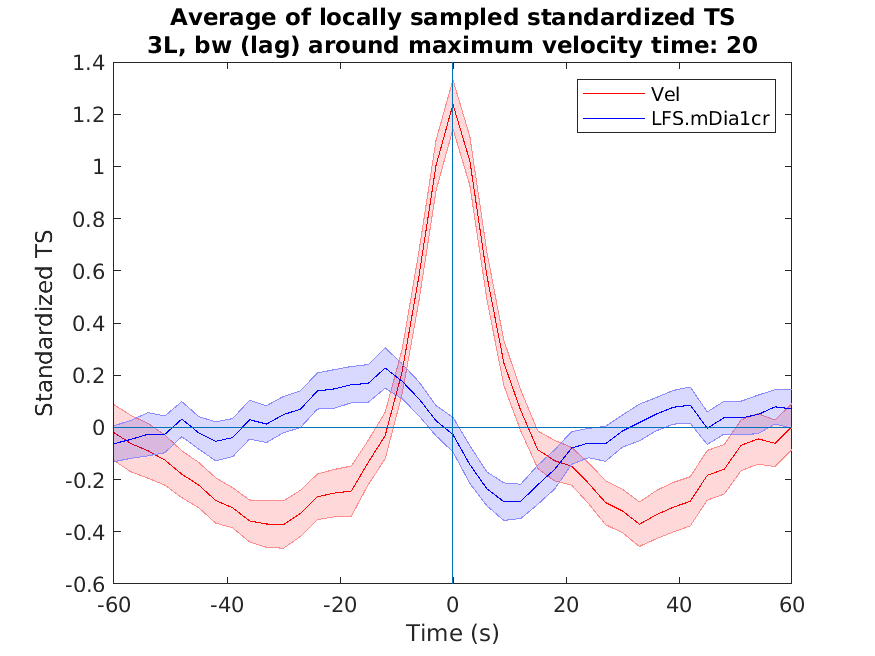 Average of locally sampled standardized TS
3L, bw (lag) around maximum velocity time: 20
Vel
LFS.mDia1cr
Standardized TS
1.4
1.2
1
0.8
0.6
0.4
0.2
0
-0.2
-0.4
-0.6
-60 -40 -20 0 20 40 60
Time (s)